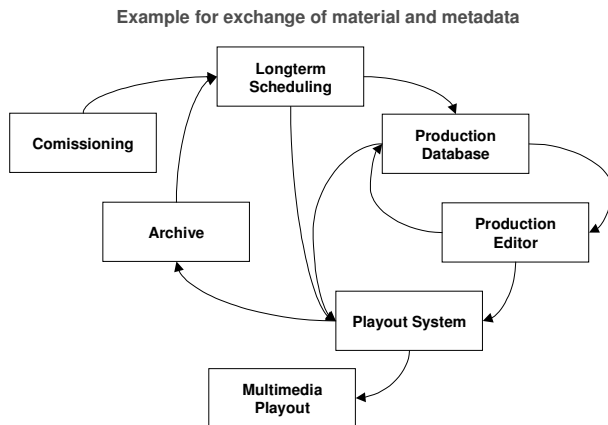 Example for exchange of material and metadata
Longterm
Scheduling
Comissioning
Production
Database
Archive
Production
Editor
Playout System
Multimedia
Playout